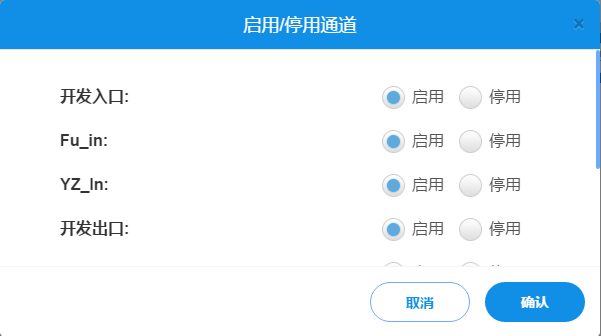 启用/停用通道 ×
开发入口: 启用 停用
Fu_in: 启用 停用
YZ_In: 启用 停用
开发出口: 启用 停用
取消 确认